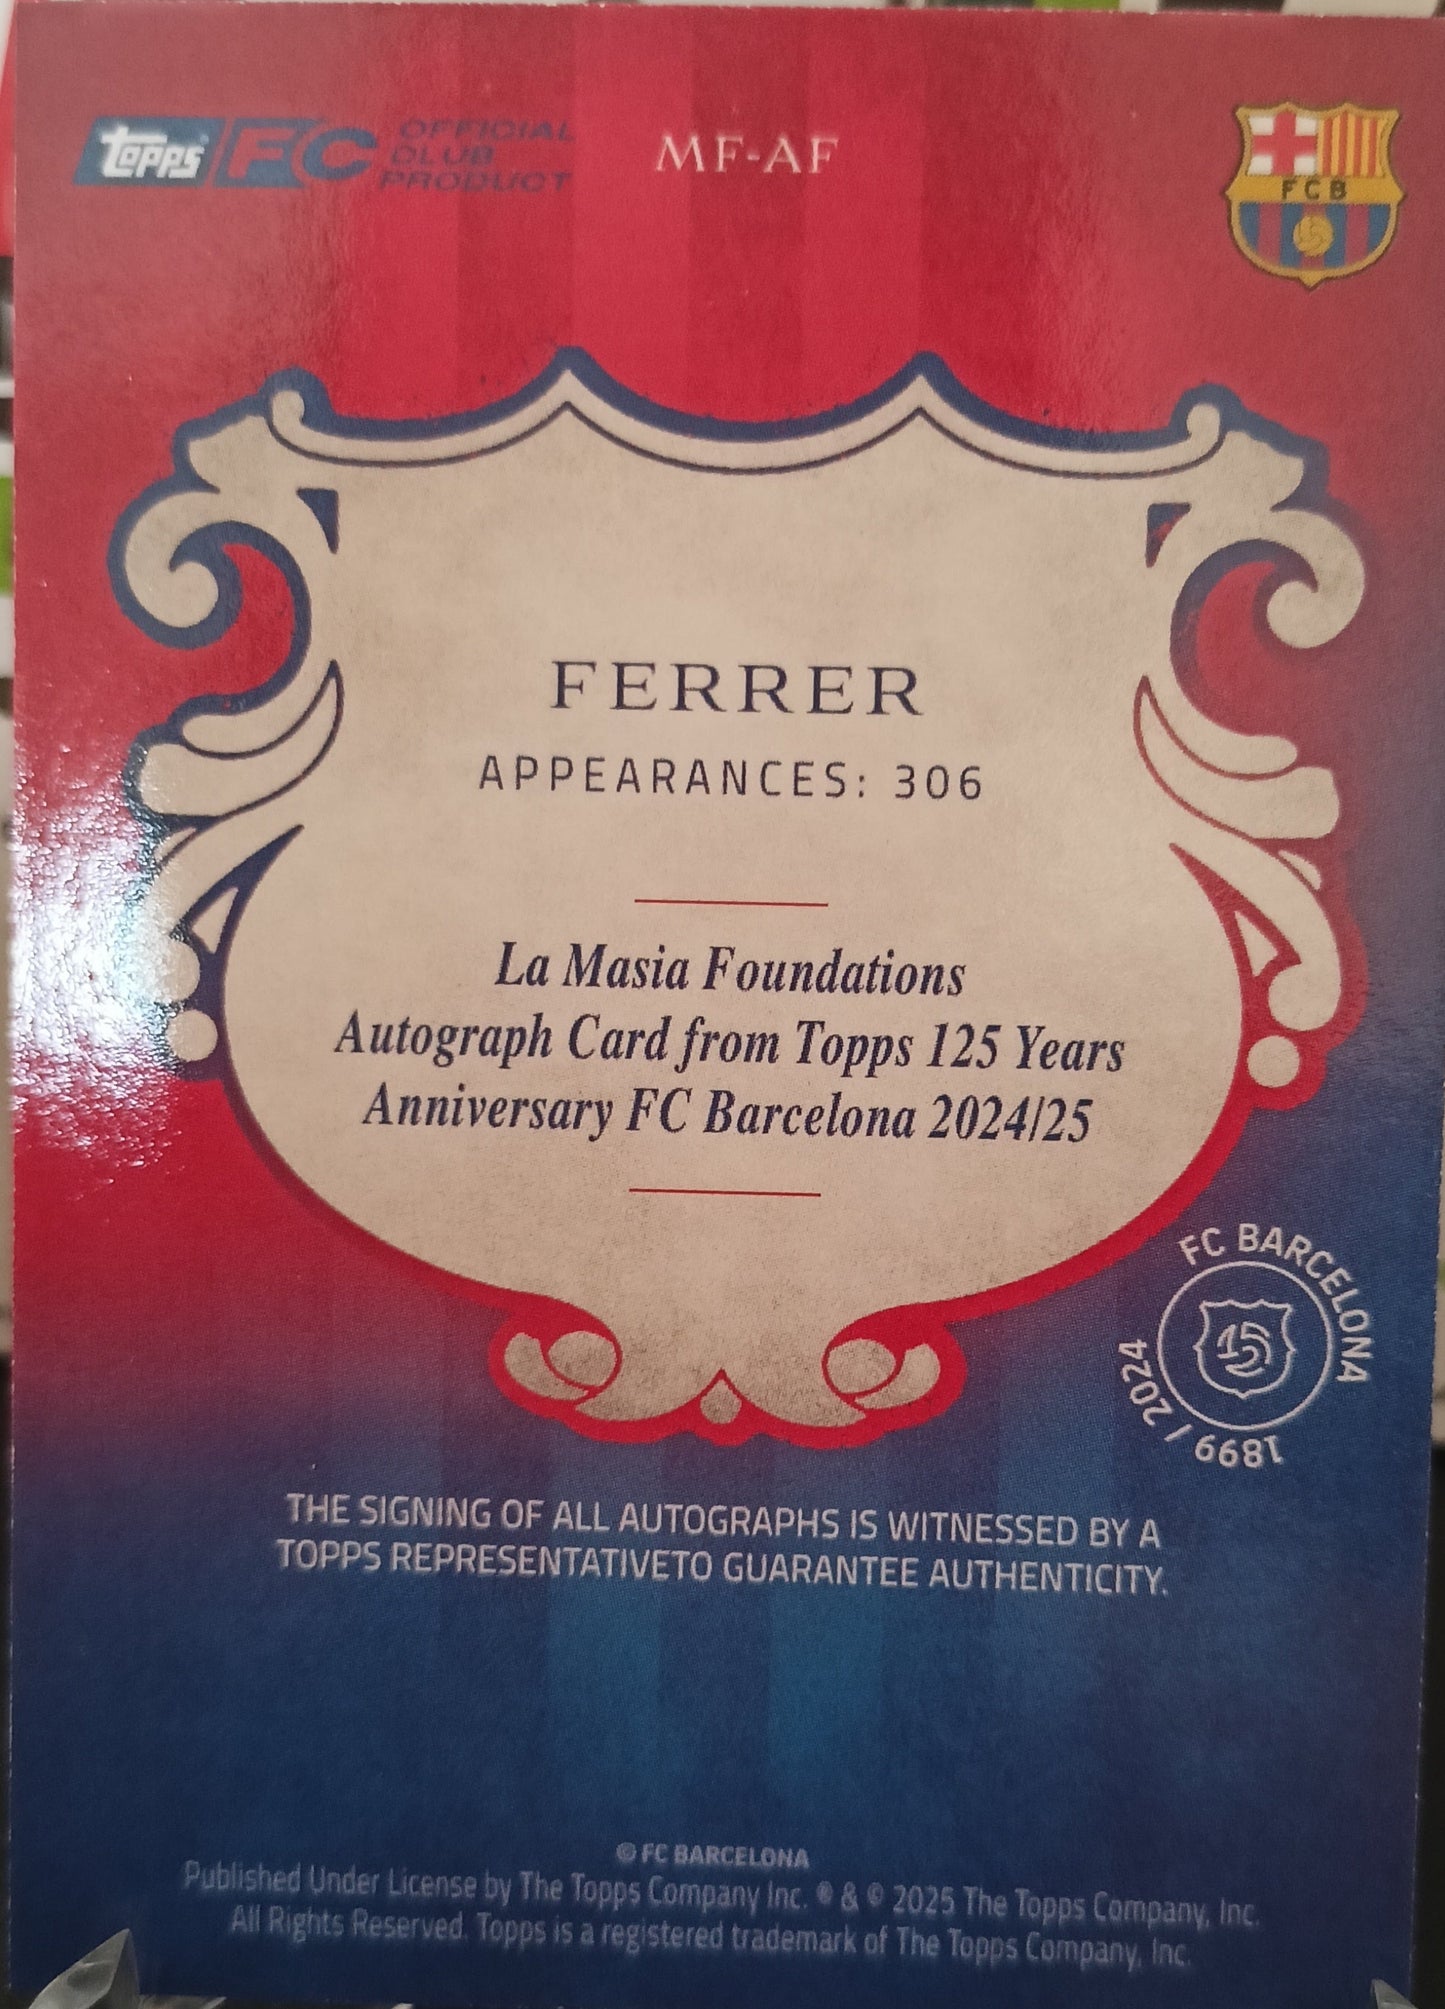 topps FC OFFICIAL
CLUB
PRODUCT
MF-AF
FCB
FERRER
APPEARANCES: 306
La Masia Foundations
Autograph Card from Topps 125 Years
Anniversary FC Barcelona 2024/25
FC BARCELONA
125
1899 / 2024
THE SIGNING OF ALL AUTOGRAPHS IS WITNESSED BY A
TOPPS REPRESENTATIVETO GUARANTEE AUTHENTICITY.
© FC BARCELONA
Published Under License by The Topps Company Inc. ® & © 2025 The Topps Company, Inc.
All Rights Reserved. Topps is a registered trademark of The Topps Company, Inc.